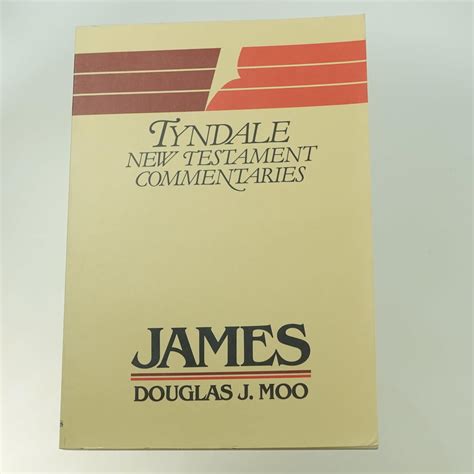 TYNDALE
NEW TESTAMENT
COMMENTARIES
JAMES
DOUGLAS J. MOO